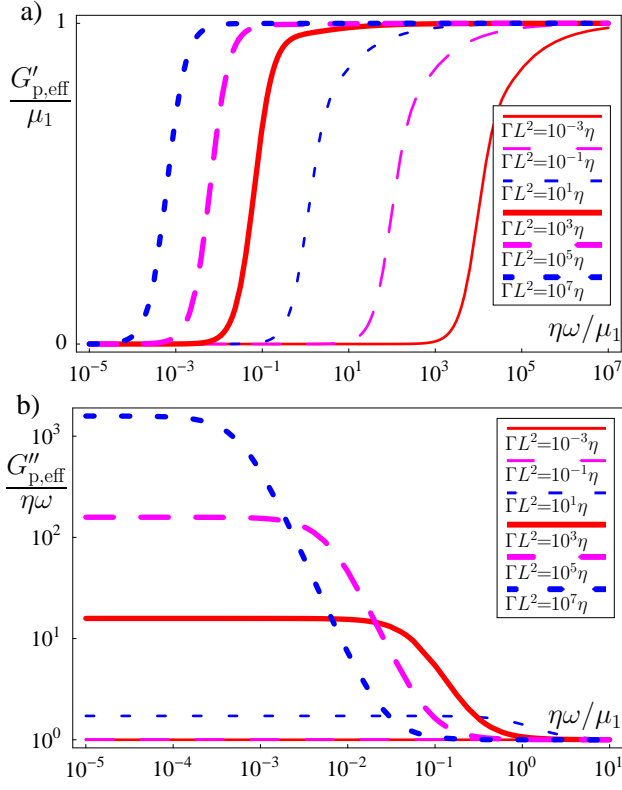 a)
1
G′p,eff
μ₁
ΓL²=10⁻³η
ΓL²=10⁻¹η
ΓL²=10¹η
ΓL²=10³η
ΓL²=10⁵η
ΓL²=10⁷η
ηω/μ₁
0
10⁻⁵ 10⁻³ 10⁻¹ 10¹ 10³ 10⁵ 10⁷
b)
10³
G″p,eff
ηω
ΓL²=10⁻³η
ΓL²=10⁻¹η
ΓL²=10¹η
ΓL²=10³η
ΓL²=10⁵η
ΓL²=10⁷η
10²
10¹
ηω/μ₁
10⁰
10⁻⁵ 10⁻⁴ 10⁻³ 10⁻² 10⁻¹ 10⁰ 10¹